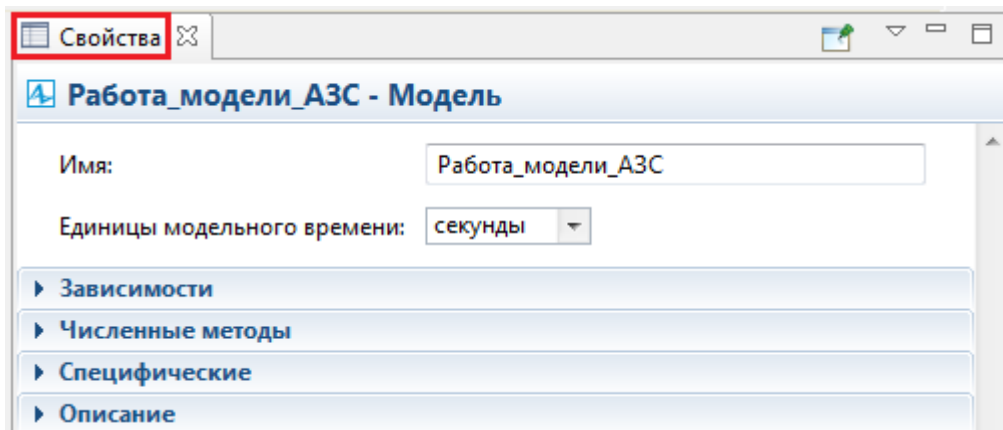 Свойства
Работа_модели_АЗС - Модель
Имя: Работа_модели_АЗС
Единицы модельного времени: секунды
Зависимости
Численные методы
Специфические
Описание